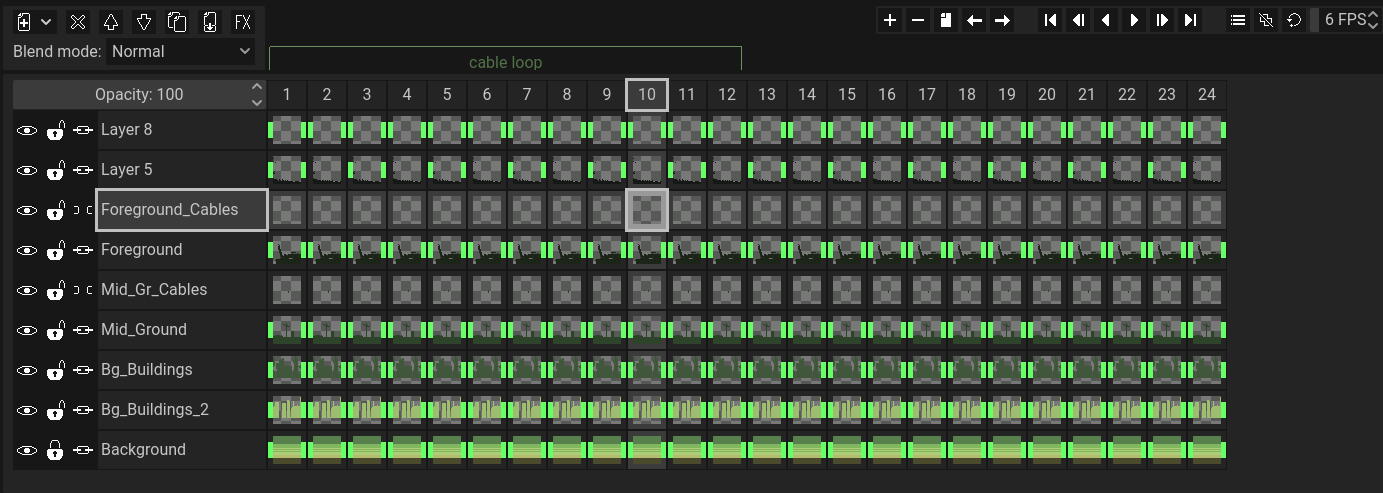 FX
6 FPS
Blend mode: Normal
cable loop
Opacity: 100
1 2 3 4 5 6 7 8 9 10 11 12 13 14 15 16 17 18 19 20 21 22 23 24
Layer 8
Layer 5
Foreground_Cables
Foreground
Mid_Gr_Cables
Mid_Ground
Bg_Buildings
Bg_Buildings_2
Background